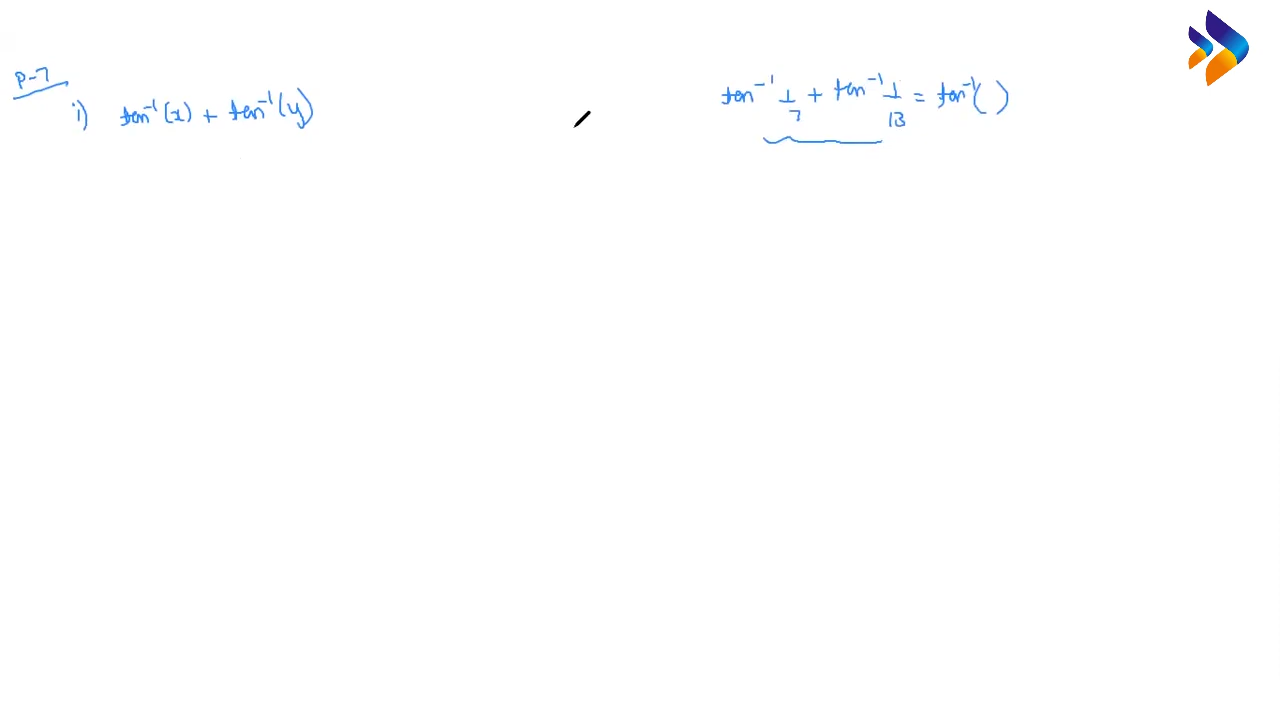 P-7
i) tan⁻¹(x) + tan⁻¹(y)
tan⁻¹ 1/7 + tan⁻¹ 1/13 = tan⁻¹( )